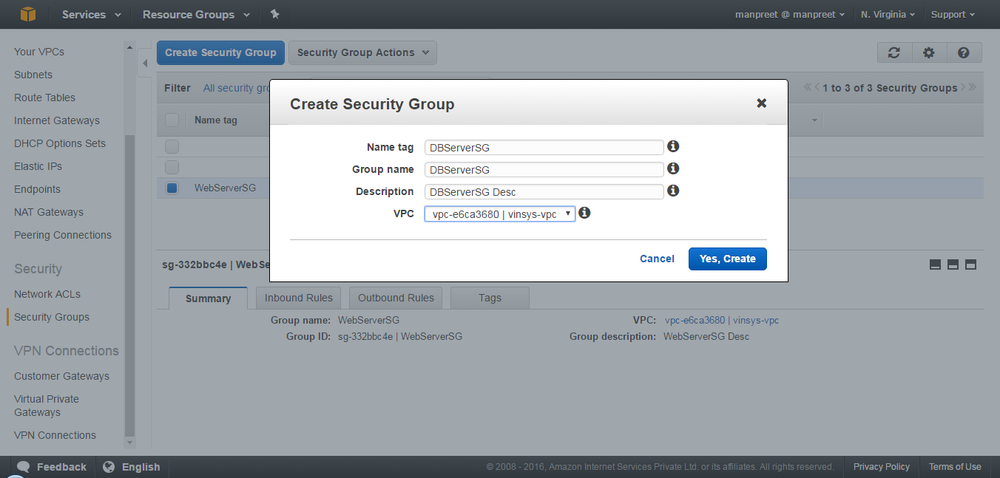 Services Resource Groups manpreet @ manpreet N. Virginia Support
Your VPCs
Subnets
Route Tables
Internet Gateways
DHCP Options Sets
Elastic IPs
Endpoints
NAT Gateways
Peering Connections
Security
Network ACLs
Security Groups
VPN Connections
Customer Gateways
Virtual Private
Gateways
VPN Connections
Create Security Group Security Group Actions
Filter All security gro 1 to 3 of 3 Security Groups
Name tag
WebServerSG
Create Security Group
Name tag DBServerSG
Group name DBServerSG
Description DBServerSG Desc
VPC vpc-e6ca3680 | vinsys-vpc
Cancel Yes, Create
sg-332bbc4e | WebSe
Summary Inbound Rules Outbound Rules Tags
Group name: WebServerSG VPC: vpc-e6ca3680 | vinsys-vpc
Group ID: sg-332bbc4e | WebServerSG Group description: WebServerSG Desc
Feedback English © 2008 - 2016, Amazon Internet Services Private Ltd. or its affiliates. All rights reserved. Privacy Policy Terms of Use